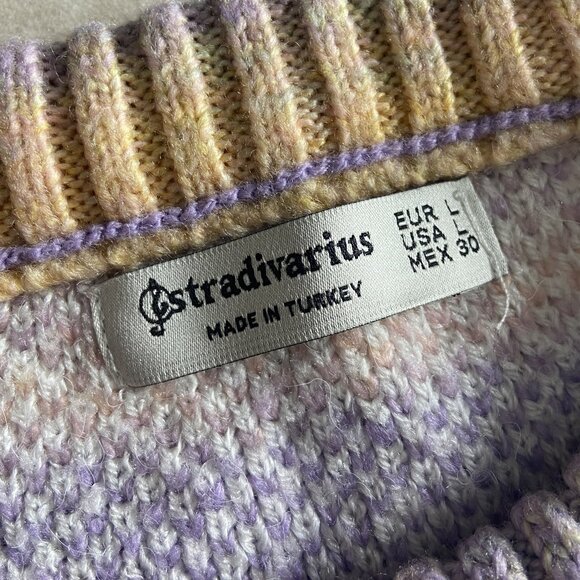 stradivarius
MADE IN TURKEY
EUR L
USA L
MEX 30